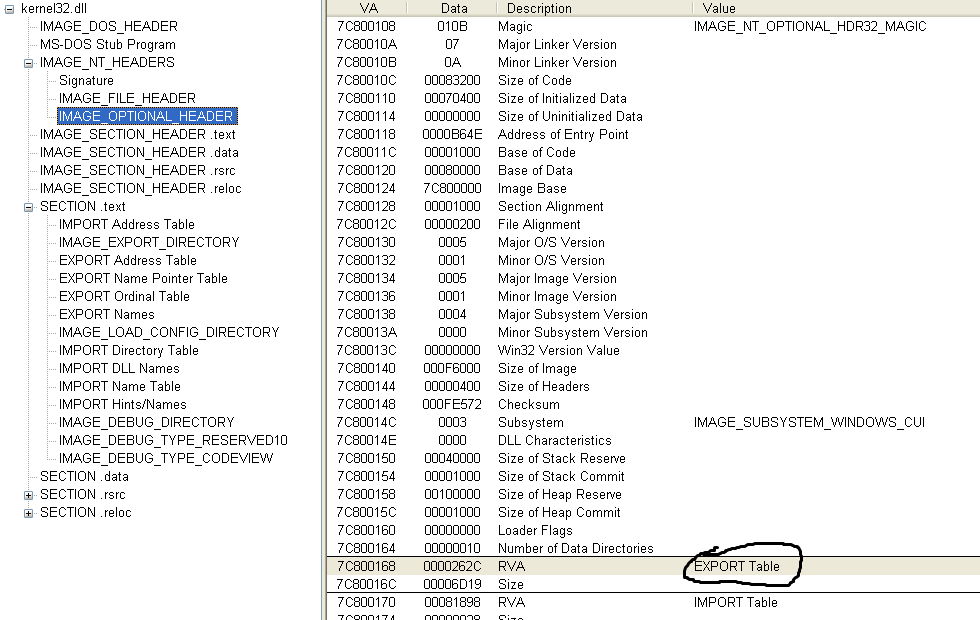 kernel32.dll
IMAGE_DOS_HEADER
MS-DOS Stub Program
IMAGE_NT_HEADERS
Signature
IMAGE_FILE_HEADER
IMAGE_OPTIONAL_HEADER
IMAGE_SECTION_HEADER .text
IMAGE_SECTION_HEADER .data
IMAGE_SECTION_HEADER .rsrc
IMAGE_SECTION_HEADER .reloc
SECTION .text
IMPORT Address Table
IMAGE_EXPORT_DIRECTORY
EXPORT Address Table
EXPORT Name Pointer Table
EXPORT Ordinal Table
EXPORT Names
IMAGE_LOAD_CONFIG_DIRECTORY
IMPORT Directory Table
IMPORT DLL Names
IMPORT Name Table
IMPORT Hints/Names
IMAGE_DEBUG_DIRECTORY
IMAGE_DEBUG_TYPE_RESERVED10
IMAGE_DEBUG_TYPE_CODEVIEW
SECTION .data
SECTION .rsrc
SECTION .reloc
VA Data Description Value
7C800108 010B Magic IMAGE_NT_OPTIONAL_HDR32_MAGIC
7C80010A 07 Major Linker Version
7C80010B 0A Minor Linker Version
7C80010C 00083200 Size of Code
7C800110 00070400 Size of Initialized Data
7C800114 00000000 Size of Uninitialized Data
7C800118 0000B64E Address of Entry Point
7C80011C 00001000 Base of Code
7C800120 00080000 Base of Data
7C800124 7C800000 Image Base
7C800128 00001000 Section Alignment
7C80012C 00000200 File Alignment
7C800130 0005 Major O/S Version
7C800132 0001 Minor O/S Version
7C800134 0005 Major Image Version
7C800136 0001 Minor Image Version
7C800138 0004 Major Subsystem Version
7C80013A 0000 Minor Subsystem Version
7C80013C 00000000 Win32 Version Value
7C800140 000F6000 Size of Image
7C800144 00000400 Size of Headers
7C800148 000FE572 Checksum
7C80014C 0003 Subsystem IMAGE_SUBSYSTEM_WINDOWS_CUI
7C80014E 0000 DLL Characteristics
7C800150 00040000 Size of Stack Reserve
7C800154 00001000 Size of Stack Commit
7C800158 00100000 Size of Heap Reserve
7C80015C 00001000 Size of Heap Commit
7C800160 00000000 Loader Flags
7C800164 00000010 Number of Data Directories
7C800168 0000262C RVA EXPORT Table
7C80016C 00006D19 Size
7C800170 00081898 RVA IMPORT Table
7C800174 00000028 Size